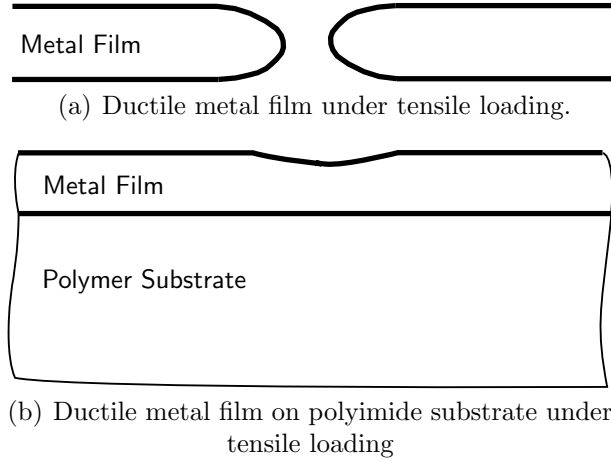 Metal Film
(a) Ductile metal film under tensile loading.
Metal Film
Polymer Substrate
(b) Ductile metal film on polyimide substrate under
tensile loading